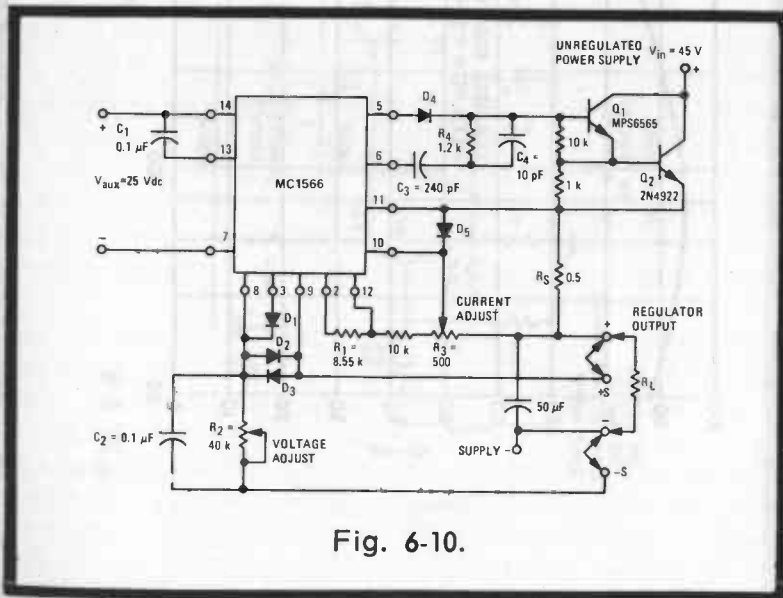 UNREGULATED
POWER SUPPLY
Vin = 45 V
+
14
+
C1
0.1 µF
13
Vaux=25 Vdc
–
7
MC1566
5
D4
R4
1.2 k
C4 =
10 pF
6
C3 = 240 pF
11
10
D5
10 k
1 k
Q1
MPS6565
Q2
2N4922
RS
0.5
8
3
9
2
12
D1
D2
D3
R1 =
8.55 k
10 k
CURRENT
ADJUST
R3 =
500
REGULATOR
OUTPUT
+
+S
RL
50 µF
–
SUPPLY –
–S
C2 = 0.1 µF
R2 =
40 k
VOLTAGE
ADJUST
Fig. 6-10.